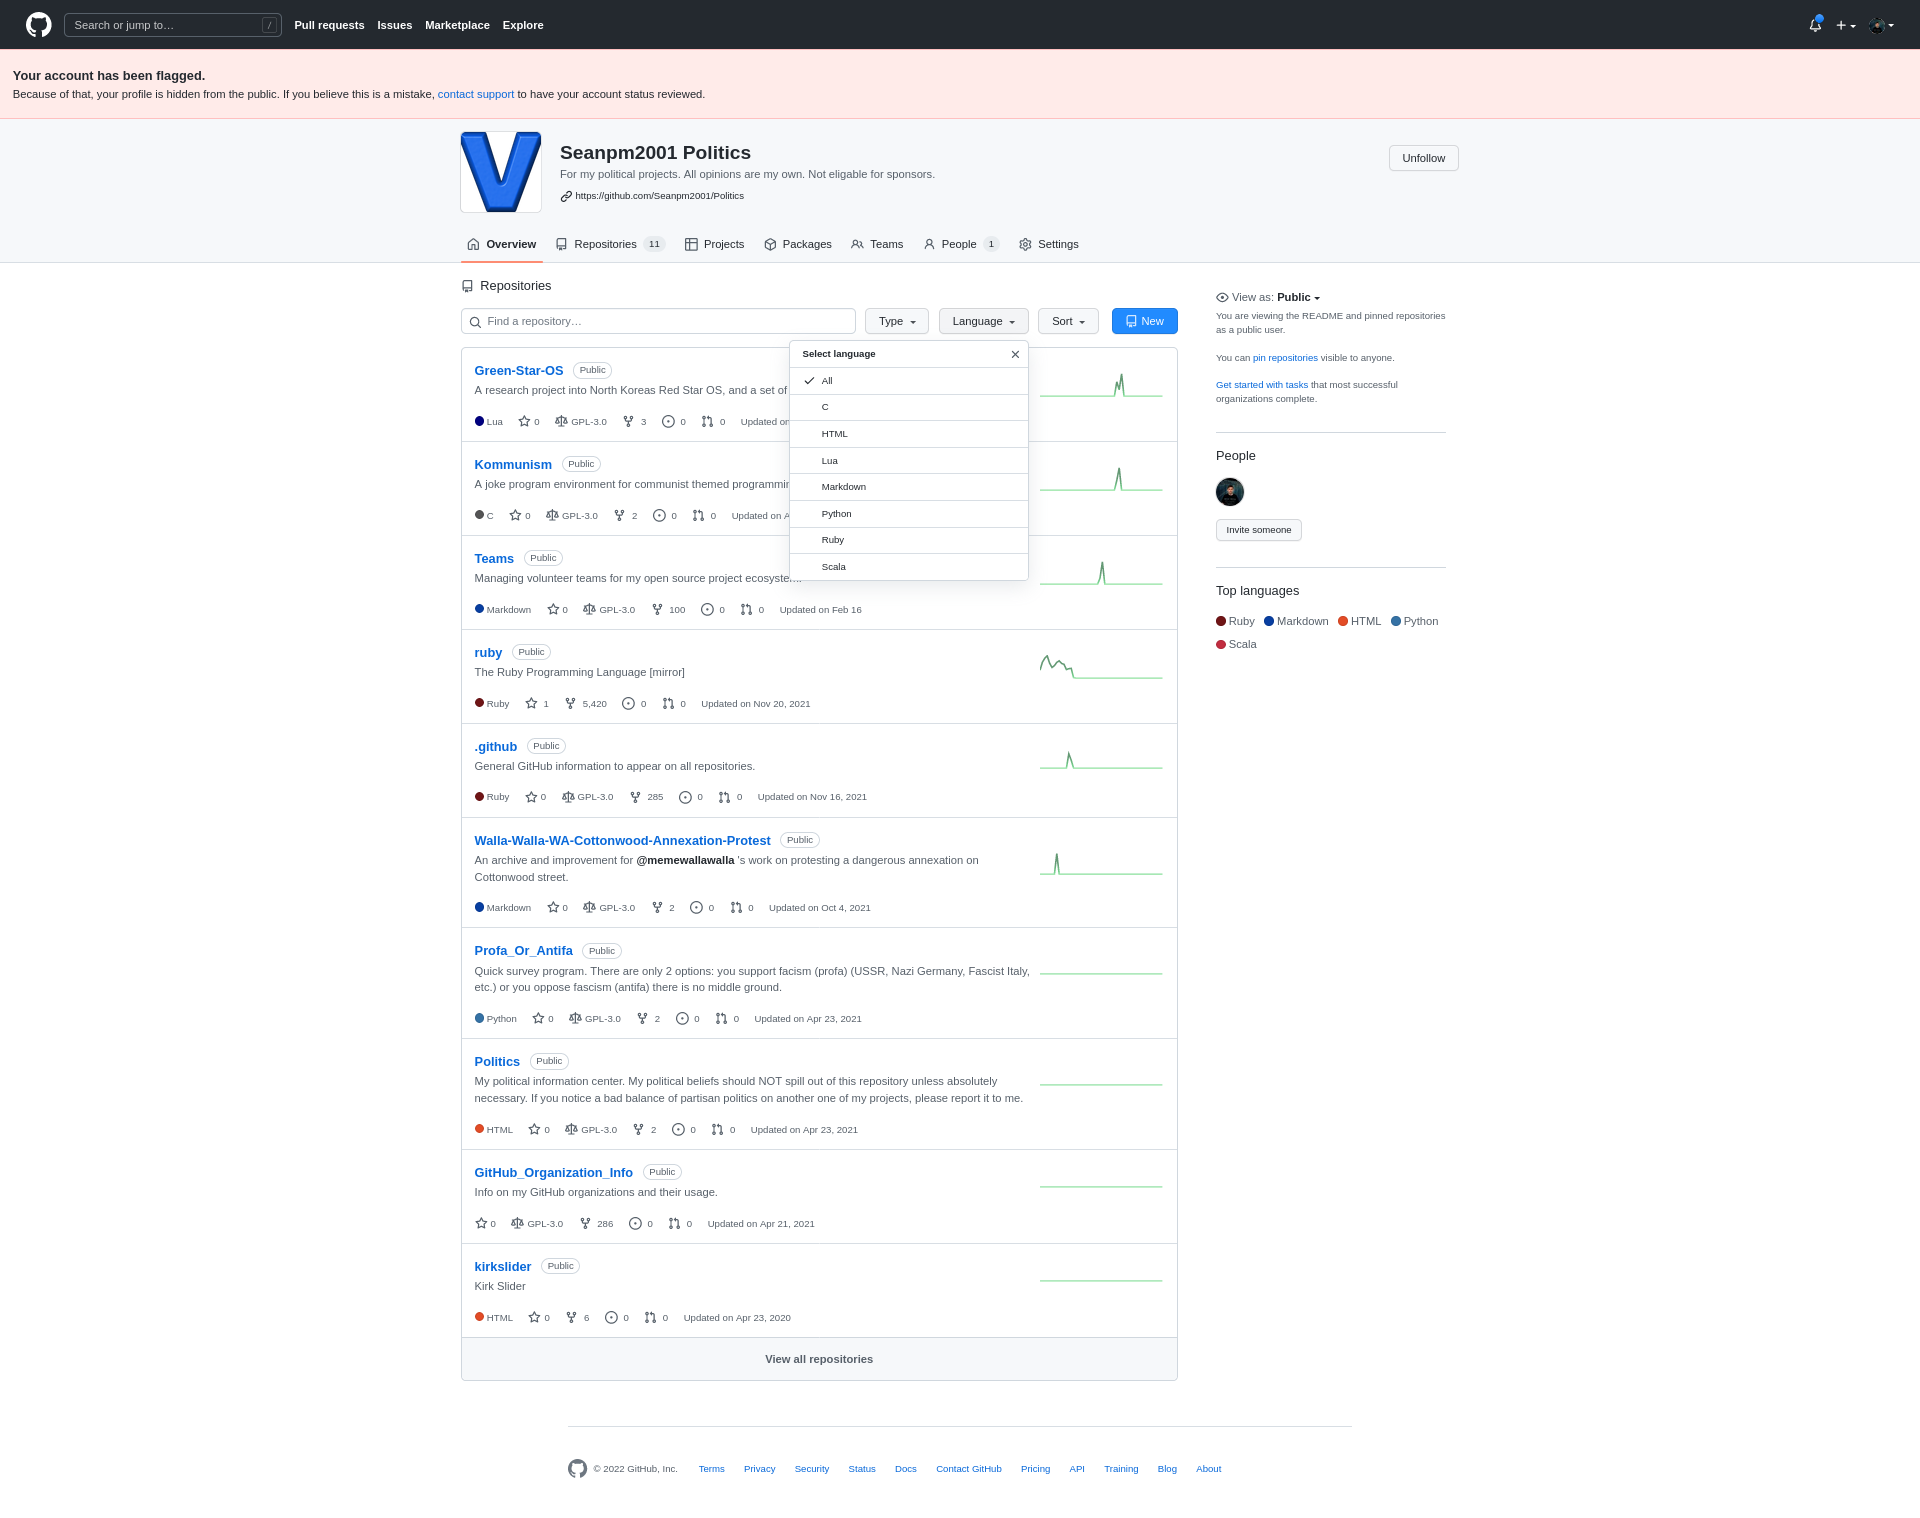 Search or jump to…
/
Pull requests Issues Marketplace Explore
Your account has been flagged.
Because of that, your profile is hidden from the public. If you believe this is a mistake, contact support to have your account status reviewed.
Seanpm2001 Politics
For my political projects. All opinions are my own. Not eligable for sponsors.
https://github.com/Seanpm2001/Politics
Unfollow
Overview Repositories 11 Projects Packages Teams People 1 Settings
Repositories
Find a repository…
Type Language Sort New
Select language
All
C
HTML
Lua
Markdown
Python
Ruby
Scala
Green-Star-OS Public
A research project into North Koreas Red Star OS, and a set of
Lua 0 GPL-3.0 3 0 0 Updated on
Kommunism Public
A joke program environment for communist themed programmin
C 0 GPL-3.0 2 0 0 Updated on A
Teams Public
Managing volunteer teams for my open source project ecosystem.
Markdown 0 GPL-3.0 100 0 0 Updated on Feb 16
ruby Public
The Ruby Programming Language [mirror]
Ruby 1 5,420 0 0 Updated on Nov 20, 2021
.github Public
General GitHub information to appear on all repositories.
Ruby 0 GPL-3.0 285 0 0 Updated on Nov 16, 2021
Walla-Walla-WA-Cottonwood-Annexation-Protest Public
An archive and improvement for @memewallawalla 's work on protesting a dangerous annexation on
Cottonwood street.
Markdown 0 GPL-3.0 2 0 0 Updated on Oct 4, 2021
Profa_Or_Antifa Public
Quick survey program. There are only 2 options: you support facism (profa) (USSR, Nazi Germany, Fascist Italy,
etc.) or you oppose fascism (antifa) there is no middle ground.
Python 0 GPL-3.0 2 0 0 Updated on Apr 23, 2021
Politics Public
My political information center. My political beliefs should NOT spill out of this repository unless absolutely
necessary. If you notice a bad balance of partisan politics on another one of my projects, please report it to me.
HTML 0 GPL-3.0 2 0 0 Updated on Apr 23, 2021
GitHub_Organization_Info Public
Info on my GitHub organizations and their usage.
0 GPL-3.0 286 0 0 Updated on Apr 21, 2021
kirkslider Public
Kirk Slider
HTML 0 6 0 0 Updated on Apr 23, 2020
View all repositories
View as: Public
You are viewing the README and pinned repositories
as a public user.
You can pin repositories visible to anyone.
Get started with tasks that most successful
organizations complete.
People
Invite someone
Top languages
Ruby Markdown HTML Python
Scala
© 2022 GitHub, Inc. Terms Privacy Security Status Docs Contact GitHub Pricing API Training Blog About